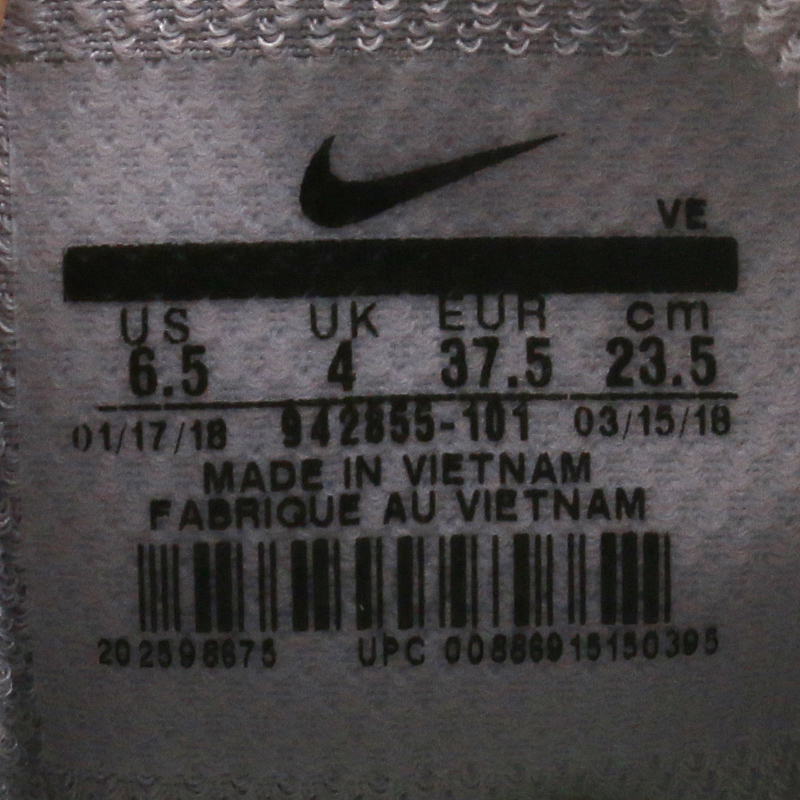 VE
US UK EUR cm
6.5 4 37.5 23.5
01/17/18 942855-101 03/15/18
MADE IN VIETNAM
FABRIQUE AU VIETNAM
202598675 UPC 00886915150395